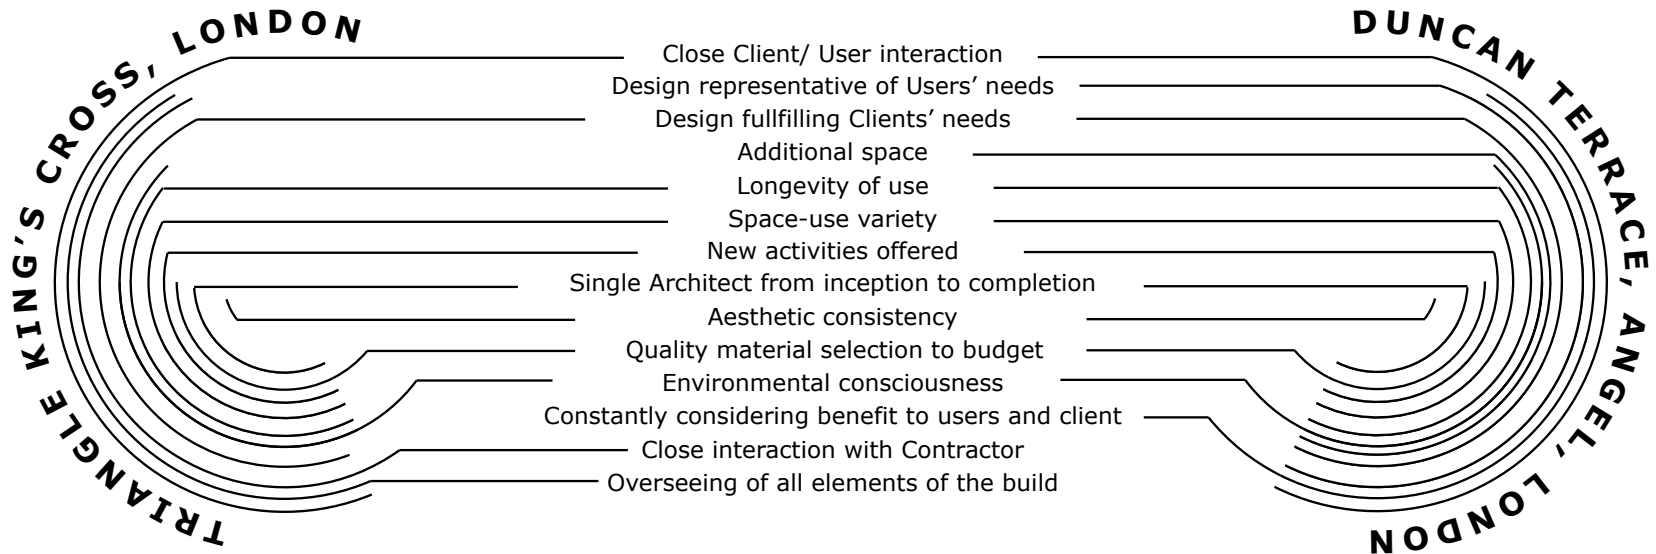 TRIANGLE KING'S CROSS, LONDON
Close Client/ User interaction
Design representative of Users’ needs
Design fullfilling Clients’ needs
Additional space
Longevity of use
Space-use variety
New activities offered
Single Architect from inception to completion
Aesthetic consistency
Quality material selection to budget
Environmental consciousness
Constantly considering benefit to users and client
Close interaction with Contractor
Overseeing of all elements of the build
DUNCAN TERRACE, ANGEL, LONDON